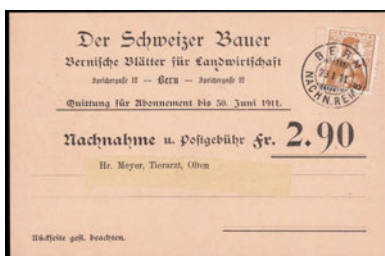 Der Schweizer Bauer
Bernische Blätter für Landwirtschaft
Speichergasse 12 — Bern — Speichergasse 12
Quittung für Abonnement bis 30. Juni 1911.
Nachnahme u. Postgebühr Fr. 2.90
Hr. Meyer, Tierarzt, Olten
Rückseite gefl. beachten.
BERN
NACHN. REMB